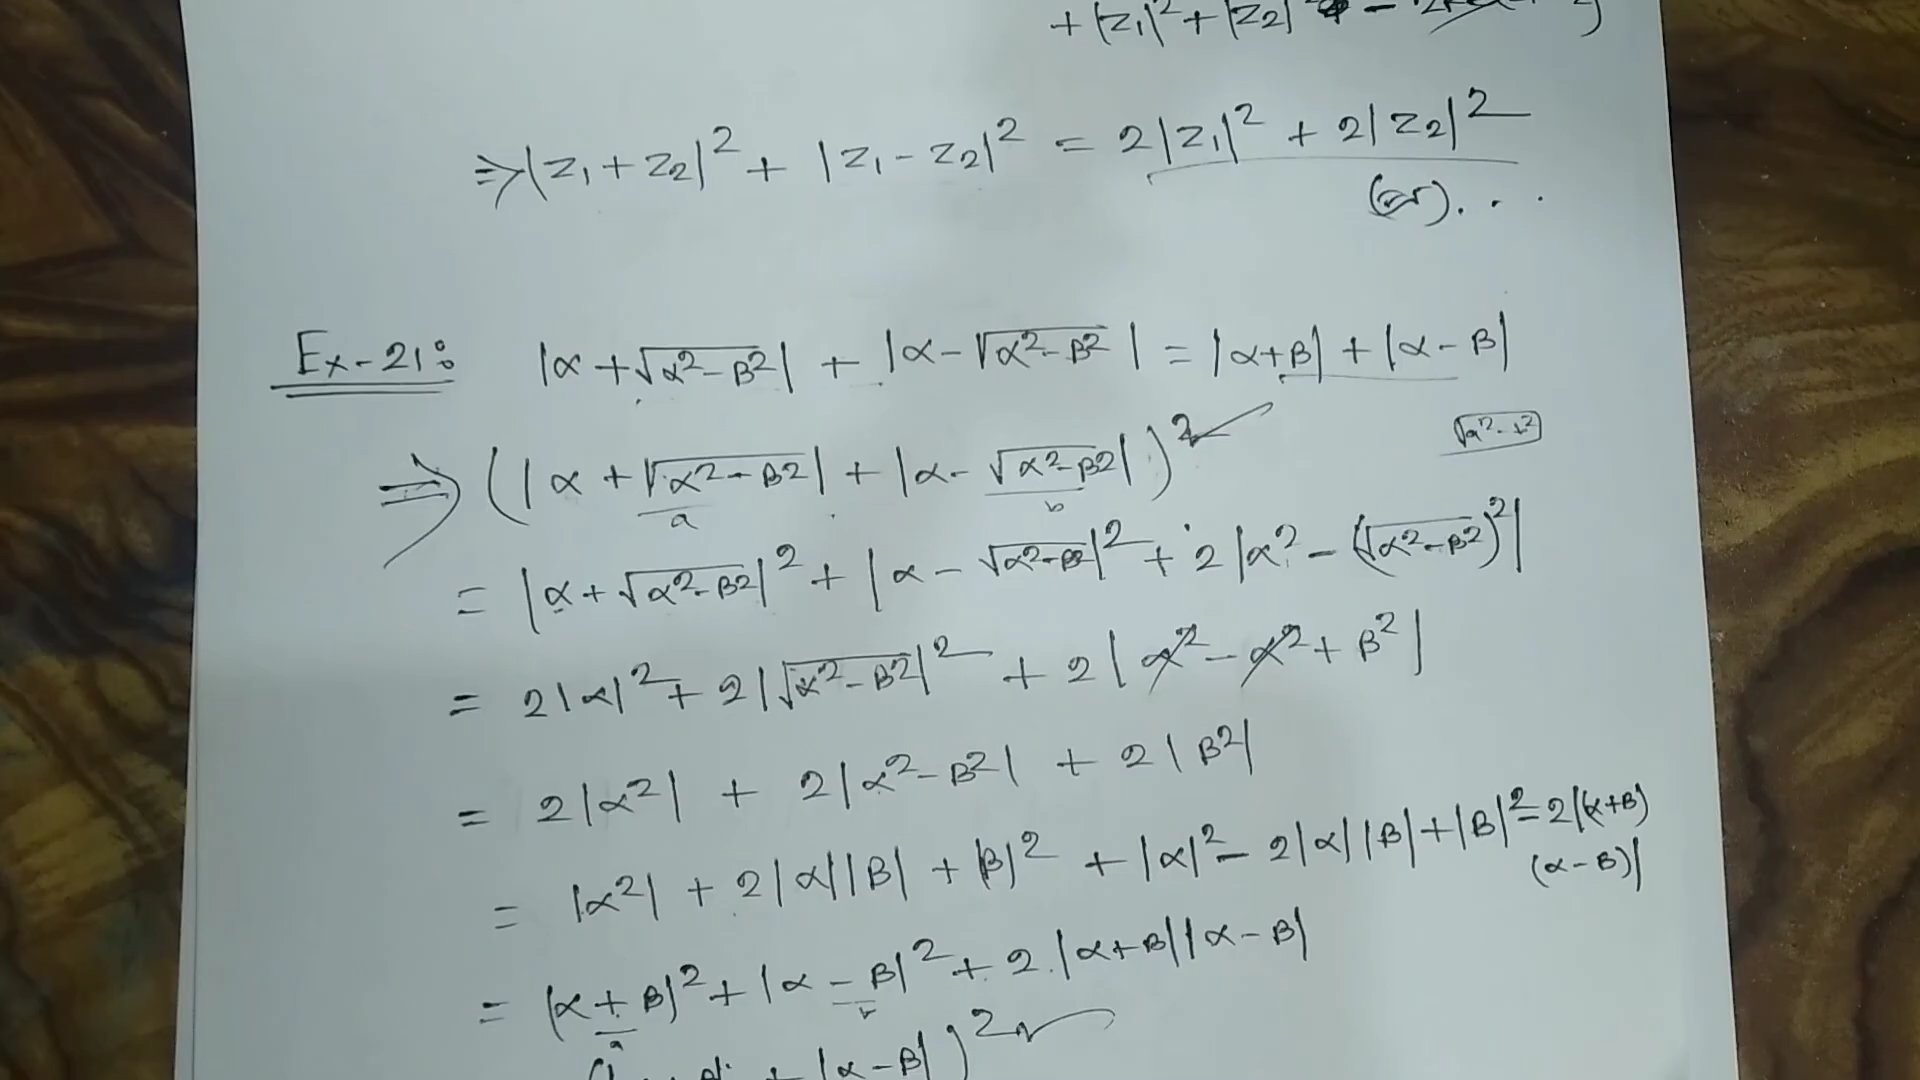 + |z₁|² + |z₂|² -
⇒ |z₁ + z₂|² + |z₁ - z₂|² = 2|z₁|² + 2|z₂|²
(or) . . .
Ex-21: |α + √α²-β²| + |α - √α²-β²| = |α+β| + |α - β|
⇒ (|α + √α²-β²| + |α - √α²-β²|)²
a b
= |α + √α²-β²|² + |α - √α²-β²|² + 2|α² - (√α²-β²)²|
= 2|α|² + 2|√α²-β²|² + 2|α² - α² + β²|
= 2|α²| + 2|α²-β²| + 2|β²|
= |α²| + 2|α||β| + |β|² + |α|² - 2|α||β| + |β|² - 2|(α+β)
(α - β)|
= |α + β|² + |α - β|² + 2.|α+β||α - β|
+ |α - β|)²